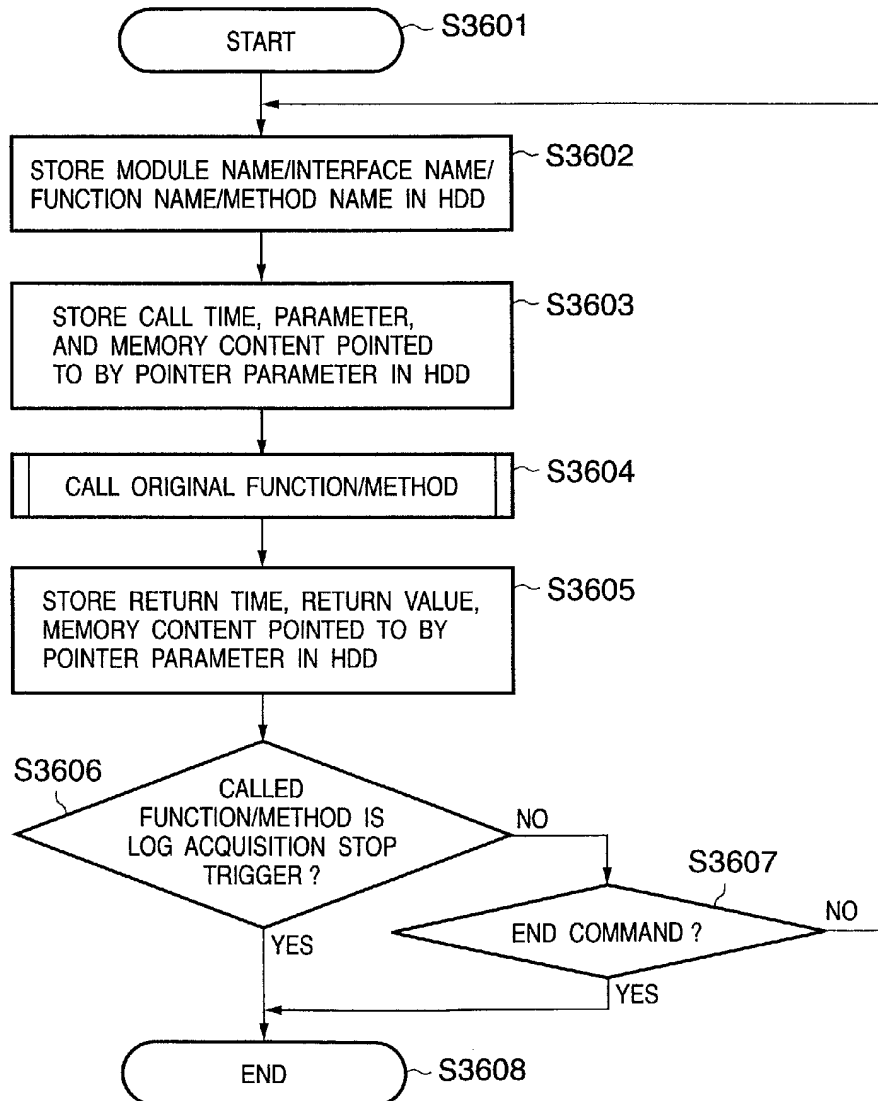 START
S3601
STORE MODULE NAME/INTERFACE NAME/
FUNCTION NAME/METHOD NAME IN HDD
S3602
STORE CALL TIME, PARAMETER,
AND MEMORY CONTENT POINTED
TO BY POINTER PARAMETER IN HDD
S3603
CALL ORIGINAL FUNCTION/METHOD
S3604
STORE RETURN TIME, RETURN VALUE,
MEMORY CONTENT POINTED TO BY
POINTER PARAMETER IN HDD
S3605
S3606
CALLED
FUNCTION/METHOD IS
LOG ACQUISITION STOP
TRIGGER ?
NO
YES
S3607
END COMMAND ?
NO
YES
END
S3608